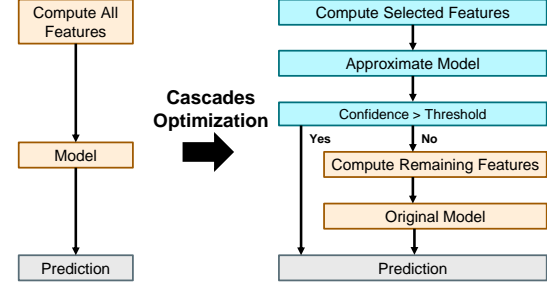 Compute All
Features
Model
Prediction
Cascades
Optimization
Compute Selected Features
Approximate Model
Confidence > Threshold
Yes
No
Compute Remaining Features
Original Model
Prediction